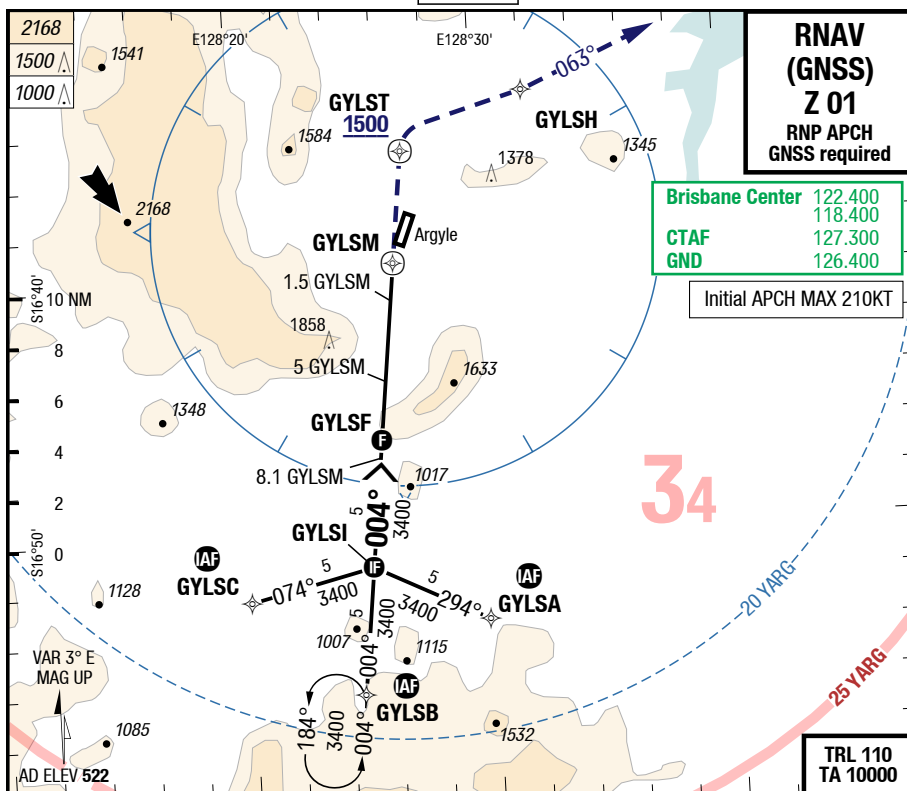 2168
1500
1000
1541
E128°20'
E128°30'
063°
RNAV
(GNSS)
Z 01
RNP APCH
GNSS required
GYLST
1500
GYLSH
1584
1378
1345
2168
Brisbane Center 122.400
118.400
CTAF 127.300
GND 126.400
GYLSM
Argyle
Initial APCH MAX 210KT
S16°40'
10 NM
1.5 GYLSM
1858
8
5 GYLSM
1633
6
1348
GYLSF
F
4
8.1 GYLSM
1017
34
2
5
004°
3400
GYLSI
S16°50'
0
IAF
GYLSC
IF
IAF
GYLSA
5
074°
3400
5
294°
3400
20 YARG
1128
5
3400
004°
1007
1115
VAR 3° E
MAG UP
IAF
GYLSB
25 YARG
184°
3400
004°
1532
1085
AD ELEV 522
TRL 110
TA 10000